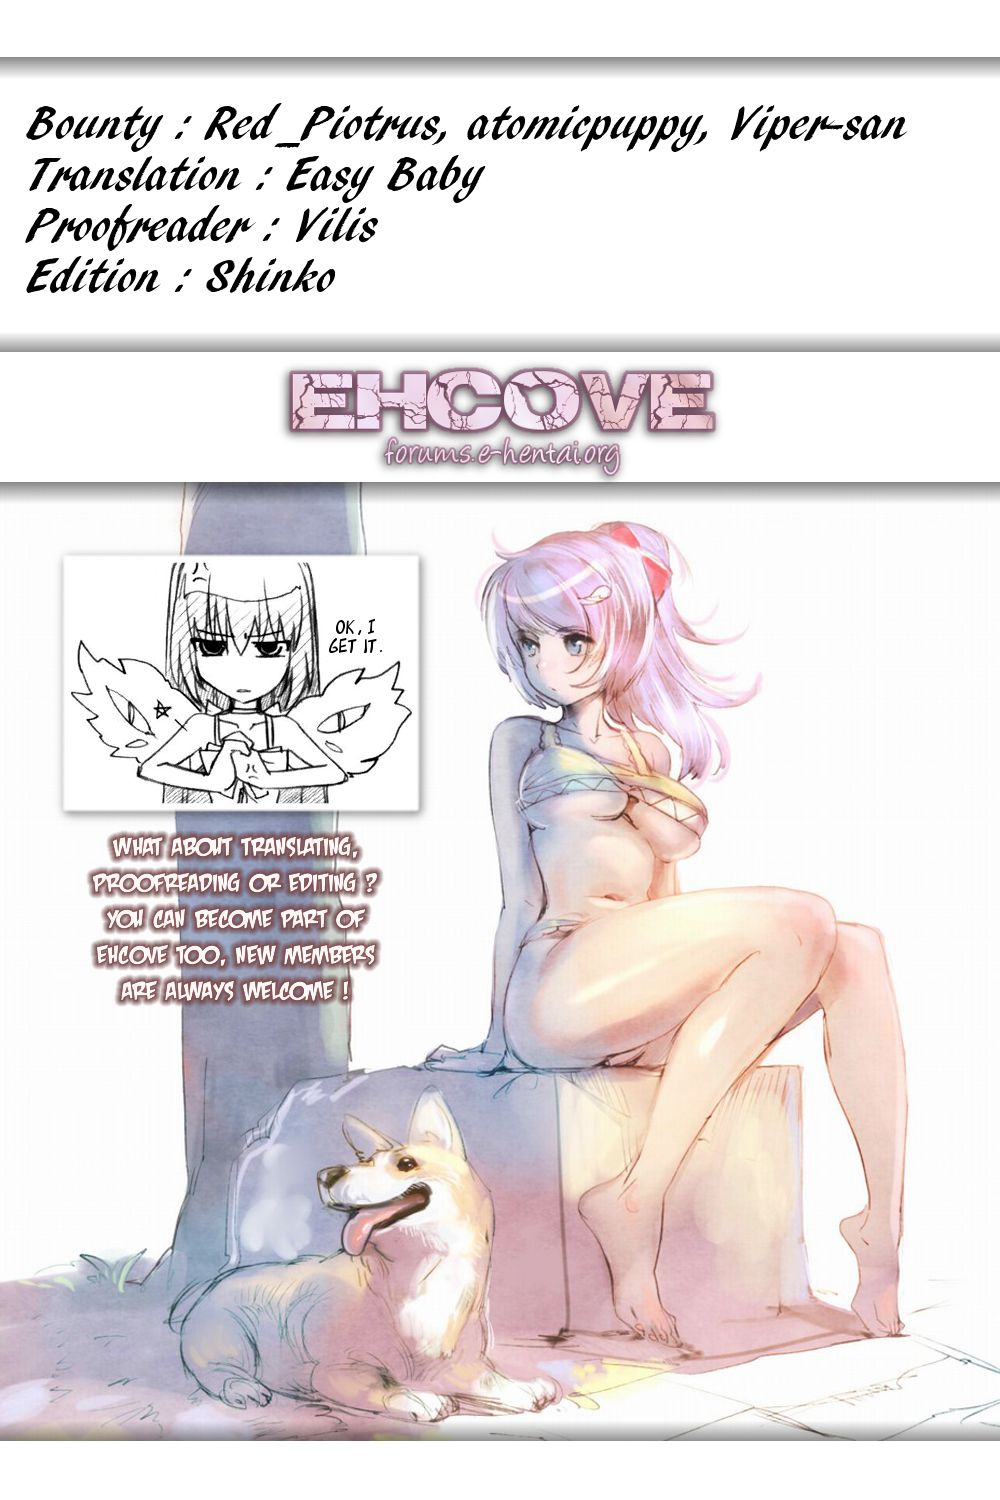 Bounty : Red_Piotrus, atomicpuppy, Viper-san
Translation : Easy Baby
Proofreader : Vilis
Edition : Shinko
EHCOVE
forums.e-hentai.org
OK, I
GET IT.
WHAT ABOUT TRANSLATING,
PROOFREADING OR EDITING ?
YOU CAN BECOME PART OF
EHCOVE TOO, NEW MEMBERS
ARE ALWAYS WELCOME !